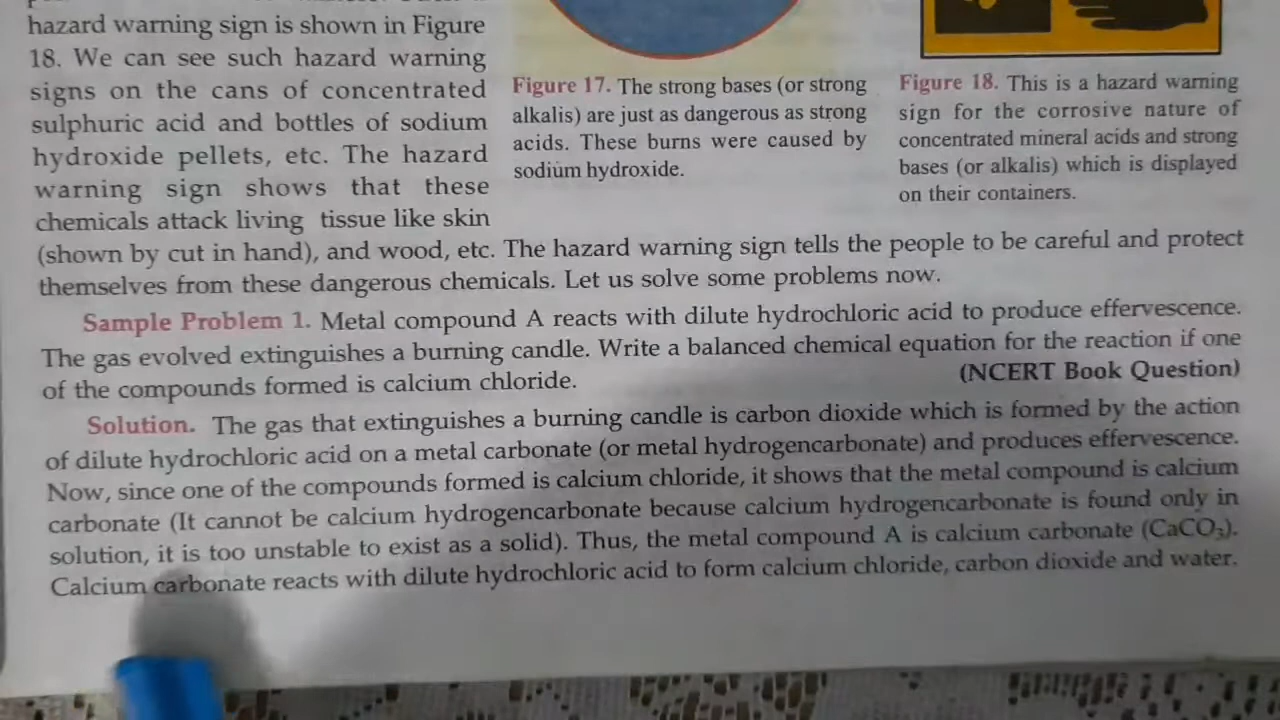 hazard warning sign is shown in Figure
18. We can see such hazard warning
signs on the cans of concentrated
sulphuric acid and bottles of sodium
hydroxide pellets, etc. The hazard
warning sign shows that these
chemicals attack living tissue like skin
(shown by cut in hand), and wood, etc. The hazard warning sign tells the people to be careful and protect
themselves from these dangerous chemicals. Let us solve some problems now.
Figure 17. The strong bases (or strong
alkalis) are just as dangerous as strong
acids. These burns were caused by
sodium hydroxide.
Figure 18. This is a hazard warning
sign for the corrosive nature of
concentrated mineral acids and strong
bases (or alkalis) which is displayed
on their containers.
Sample Problem 1. Metal compound A reacts with dilute hydrochloric acid to produce effervescence.
The gas evolved extinguishes a burning candle. Write a balanced chemical equation for the reaction if one
of the compounds formed is calcium chloride.
(NCERT Book Question)
Solution. The gas that extinguishes a burning candle is carbon dioxide which is formed by the action
of dilute hydrochloric acid on a metal carbonate (or metal hydrogencarbonate) and produces effervescence.
Now, since one of the compounds formed is calcium chloride, it shows that the metal compound is calcium
carbonate (It cannot be calcium hydrogencarbonate because calcium hydrogencarbonate is found only in
solution, it is too unstable to exist as a solid). Thus, the metal compound A is calcium carbonate (CaCO₃).
Calcium carbonate reacts with dilute hydrochloric acid to form calcium chloride, carbon dioxide and water.